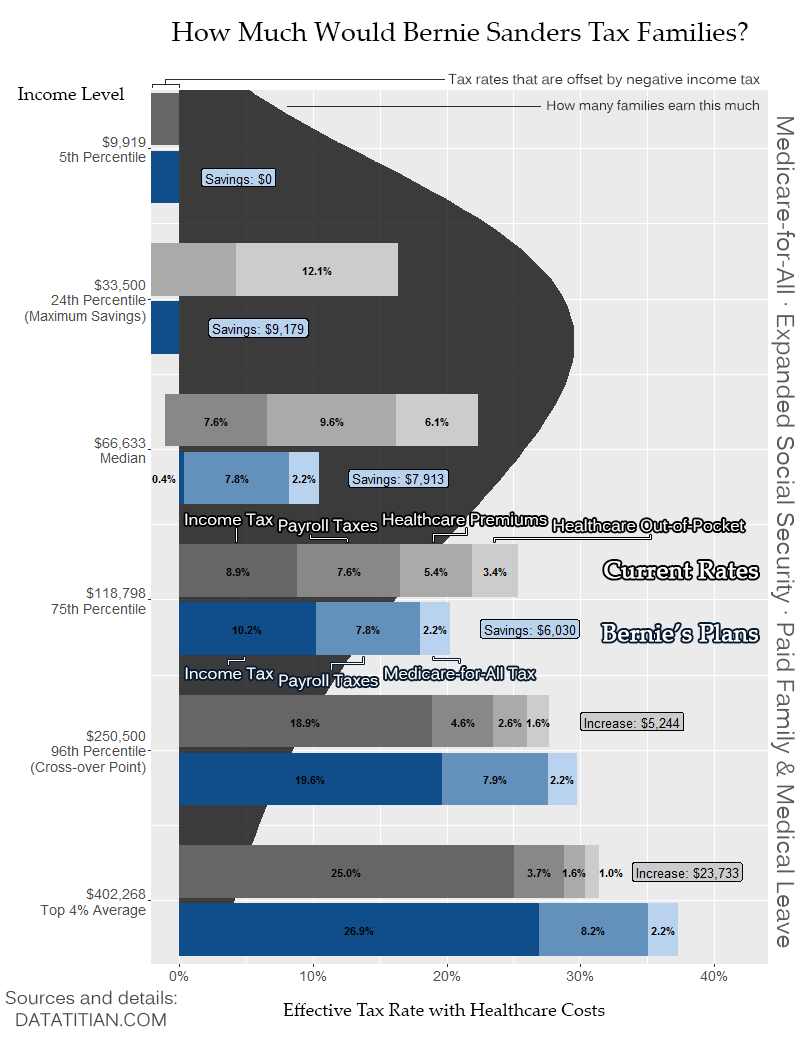 How Much Would Bernie Sanders Tax Families?
Income Level
Tax rates that are offset by negative income tax
How many families earn this much
$9,919
5th Percentile
Savings: $0
12.1%
$33,500
24th Percentile
(Maximum Savings)
Savings: $9,179
7.6% 9.6% 6.1%
$66,633
Median
0.4% 7.8% 2.2% Savings: $7,913
Income Tax Payroll Taxes Healthcare Premiums Healthcare Out-of-Pocket
8.9% 7.6% 5.4% 3.4% Current Rates
$118,798
75th Percentile
10.2% 7.8% 2.2% Savings: $6,030 Bernie's Plans
Income Tax Payroll Taxes Medicare-for-All Tax
18.9% 4.6% 2.6% 1.6% Increase: $5,244
$250,500
96th Percentile
(Cross-over Point)
19.6% 7.9% 2.2%
25.0% 3.7% 1.6% 1.0% Increase: $23,733
$402,268
Top 4% Average
26.9% 8.2% 2.2%
0% 10% 20% 30% 40%
Effective Tax Rate with Healthcare Costs
Sources and details:
DATATITIAN.COM
Medicare-for-All · Expanded Social Security · Paid Family & Medical Leave